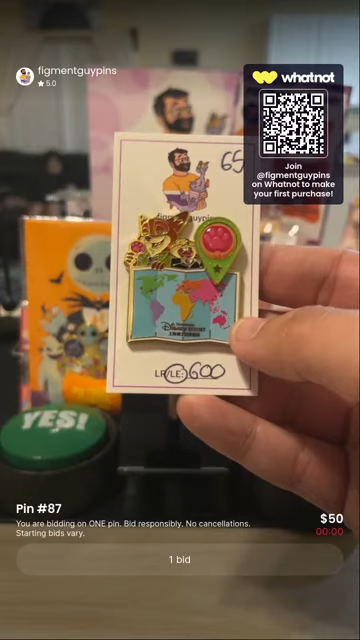 figmentguypins
★ 5.0
whatnot
Join
@figmentguypins
on Whatnot to make
your first purchase!
65
Disney RESORT
LR/LE: 600
YES!
Pin #87
You are bidding on ONE pin. Bid responsibly. No cancellations.
Starting bids vary.
$50
00:00
1 bid